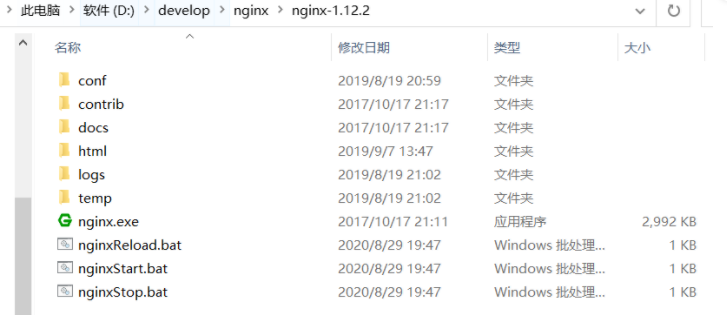 此电脑 > 软件 (D:) > develop > nginx > nginx-1.12.2
名称 修改日期 类型 大小
conf 2019/8/19 20:59 文件夹
contrib 2017/10/17 21:17 文件夹
docs 2017/10/17 21:17 文件夹
html 2019/9/7 13:47 文件夹
logs 2019/8/19 21:02 文件夹
temp 2019/8/19 21:02 文件夹
nginx.exe 2017/10/17 21:11 应用程序 2,992 KB
nginxReload.bat 2020/8/29 19:47 Windows 批处理... 1 KB
nginxStart.bat 2020/8/29 19:47 Windows 批处理... 1 KB
nginxStop.bat 2020/8/29 19:47 Windows 批处理... 1 KB